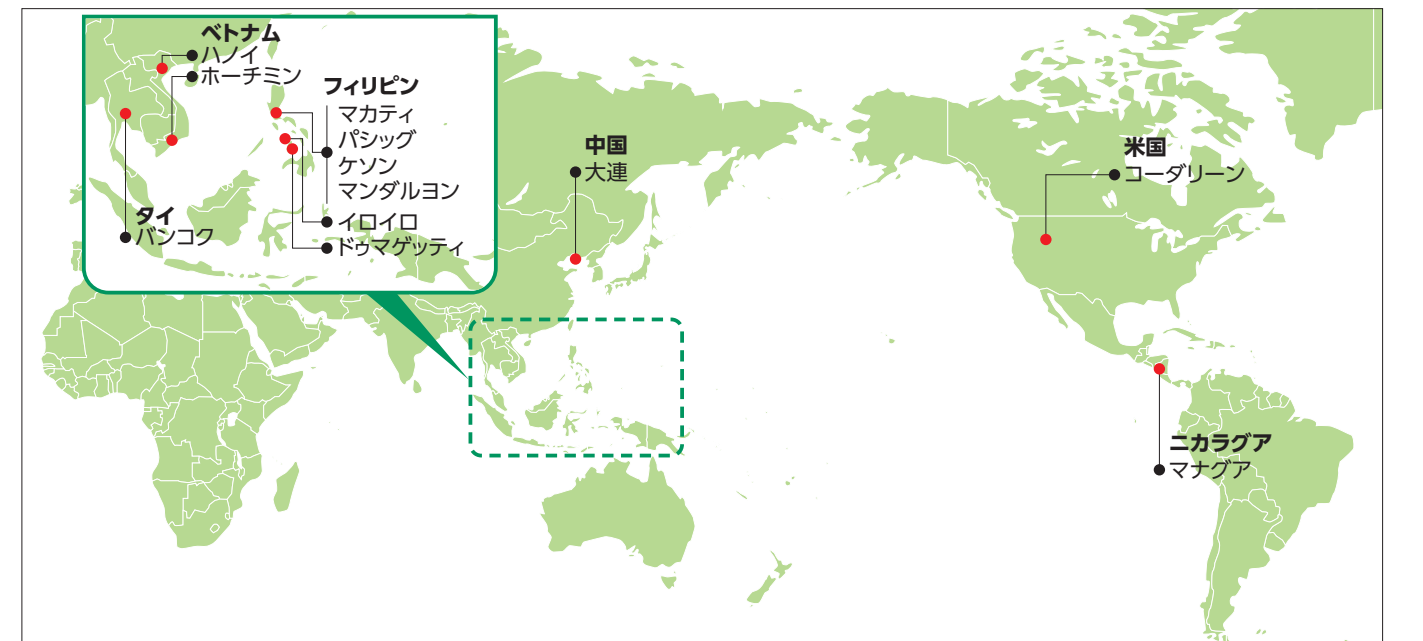 ベトナム
ハノイ
ホーチミン
フィリピン
マカティ
パシッグ
ケソン
マンダルヨン
イロイロ
ドゥマゲッティ
タイ
バンコク
中国
大連
米国
コーダリーン
ニカラグア
マナグア